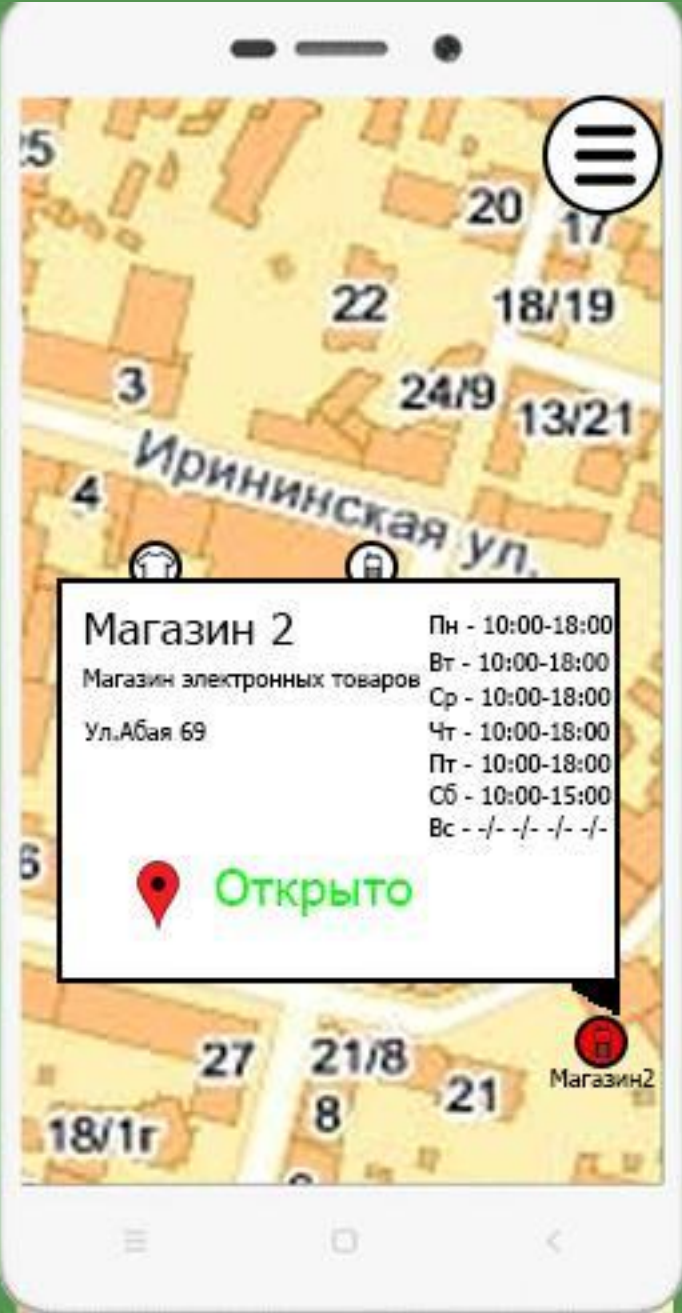 20
17
22
18/19
3
24/9
13/21
4
Ирининская ул.
Магазин 2
Магазин электронных товаров
Ул.Абая 69
Пн - 10:00-18:00
Вт - 10:00-18:00
Ср - 10:00-18:00
Чт - 10:00-18:00
Пт - 10:00-18:00
Сб - 10:00-15:00
Вс - -/- -/- -/- -/-
Открыто
27
21/8
Магазин2
21
8
18/1г